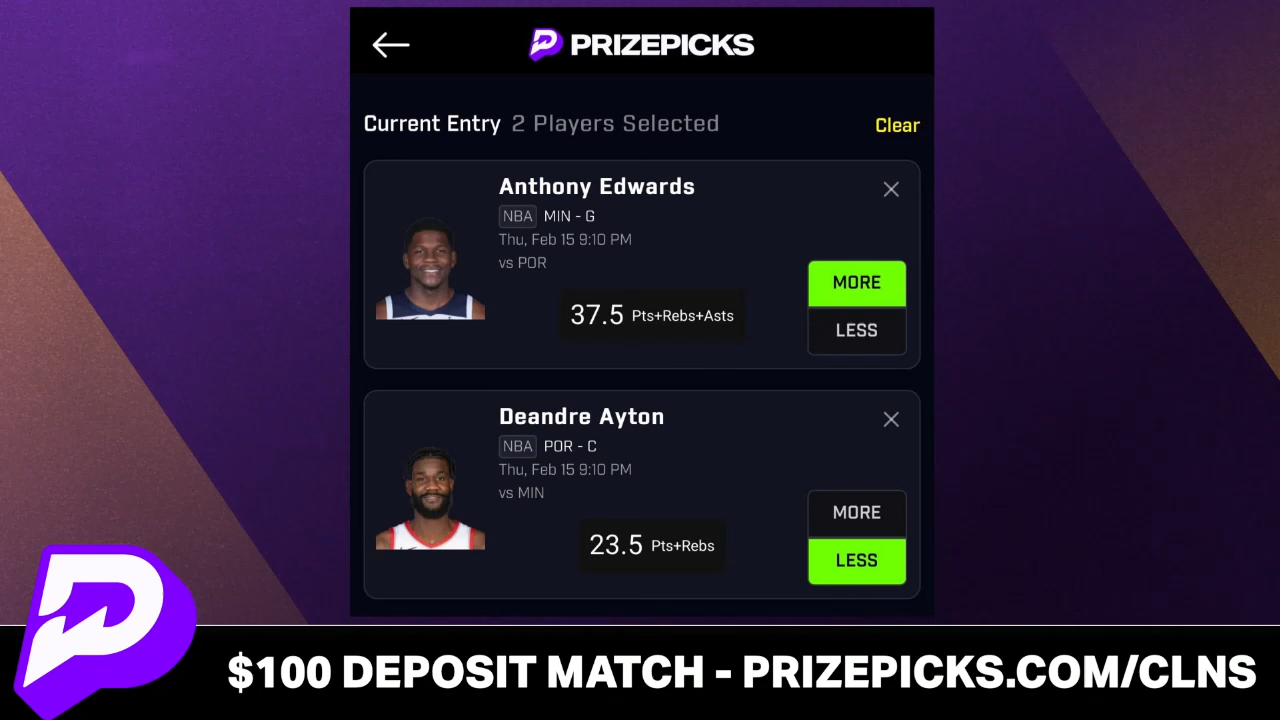 PRIZEPICKS
Current Entry 2 Players Selected Clear
Anthony Edwards
NBA MIN - G
Thu, Feb 15 9:10 PM
vs POR
37.5 Pts+Rebs+Asts
MORE
LESS
Deandre Ayton
NBA POR - C
Thu, Feb 15 9:10 PM
vs MIN
23.5 Pts+Rebs
MORE
LESS
$100 DEPOSIT MATCH - PRIZEPICKS.COM/CLNS